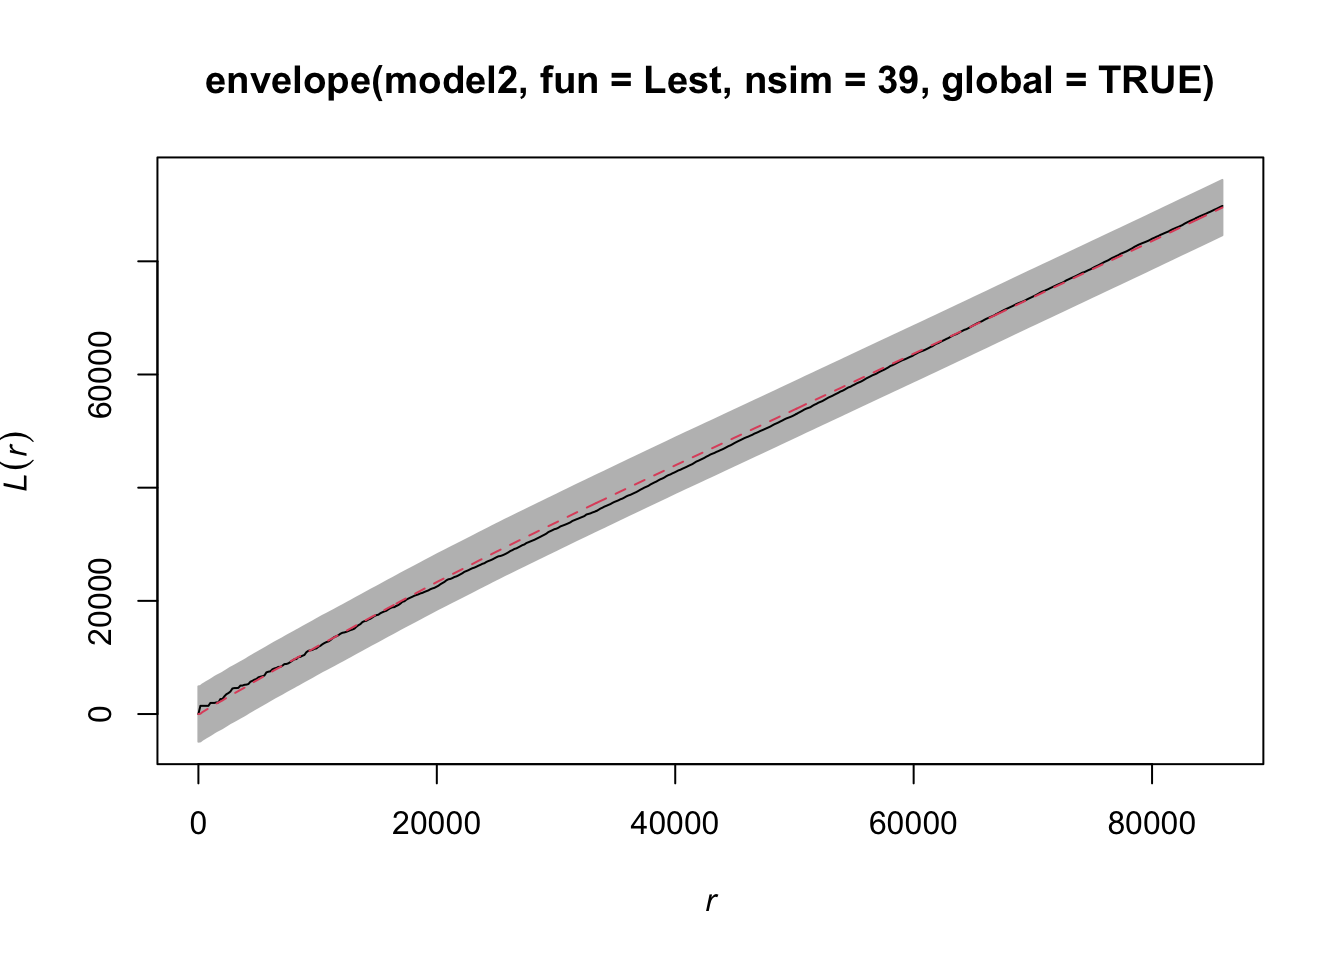 envelope(model2, fun = Lest, nsim = 39, global = TRUE)
L(r)
60000
20000
0
0 20000 40000 60000 80000
r